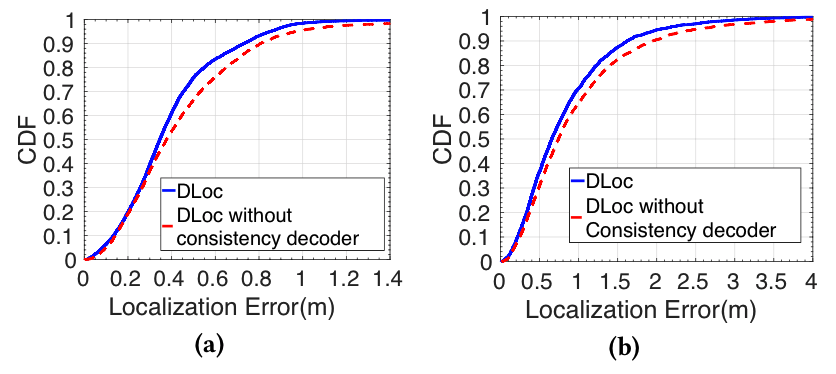 1
0.9
0.8
0.7
0.6
0.5
0.4
0.3
0.2
0.1
0
CDF
DLoc
DLoc without
consistency decoder
0 0.2 0.4 0.6 0.8 1 1.2 1.4
Localization Error(m)
(a)
1
0.9
0.8
0.7
0.6
0.5
0.4
0.3
0.2
0.1
0
CDF
DLoc
DLoc without
Consistency decoder
0 0.5 1 1.5 2 2.5 3 3.5 4
Localization Error(m)
(b)